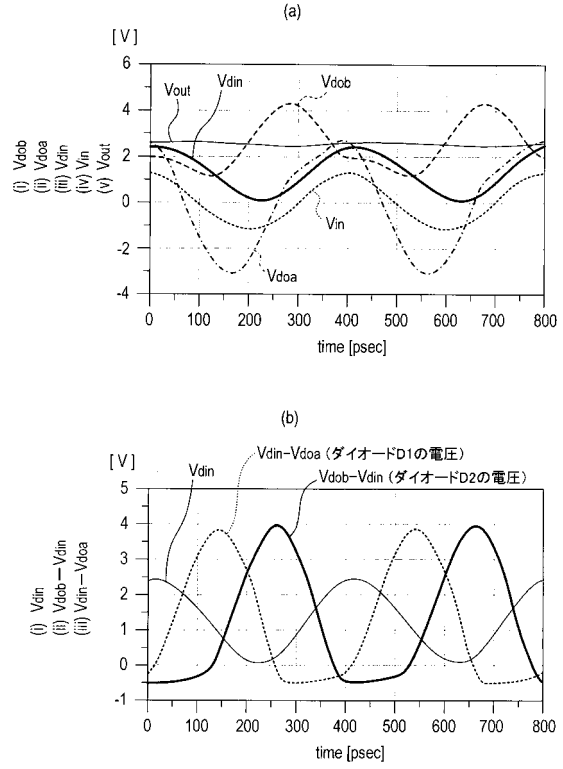 (a)
[V]
6
4
2
0
-2
-4
(i) Vdob
(ii) Vdoa
(iii) Vdin
(iv) Vin
(v) Vout
Vout
Vdin
Vdob
Vin
Vdoa
0 100 200 300 400 500 600 700 800
time [psec]
(b)
[V]
5
4
3
2
1
0
-1
(i) Vdin
(ii) Vdob－Vdin
(iii) Vdin－Vdoa
Vdin
Vdin−Vdoa (ダイオードD1の電圧)
Vdob−Vdin (ダイオードD2の電圧)
0 100 200 300 400 500 600 700 800
time [psec]